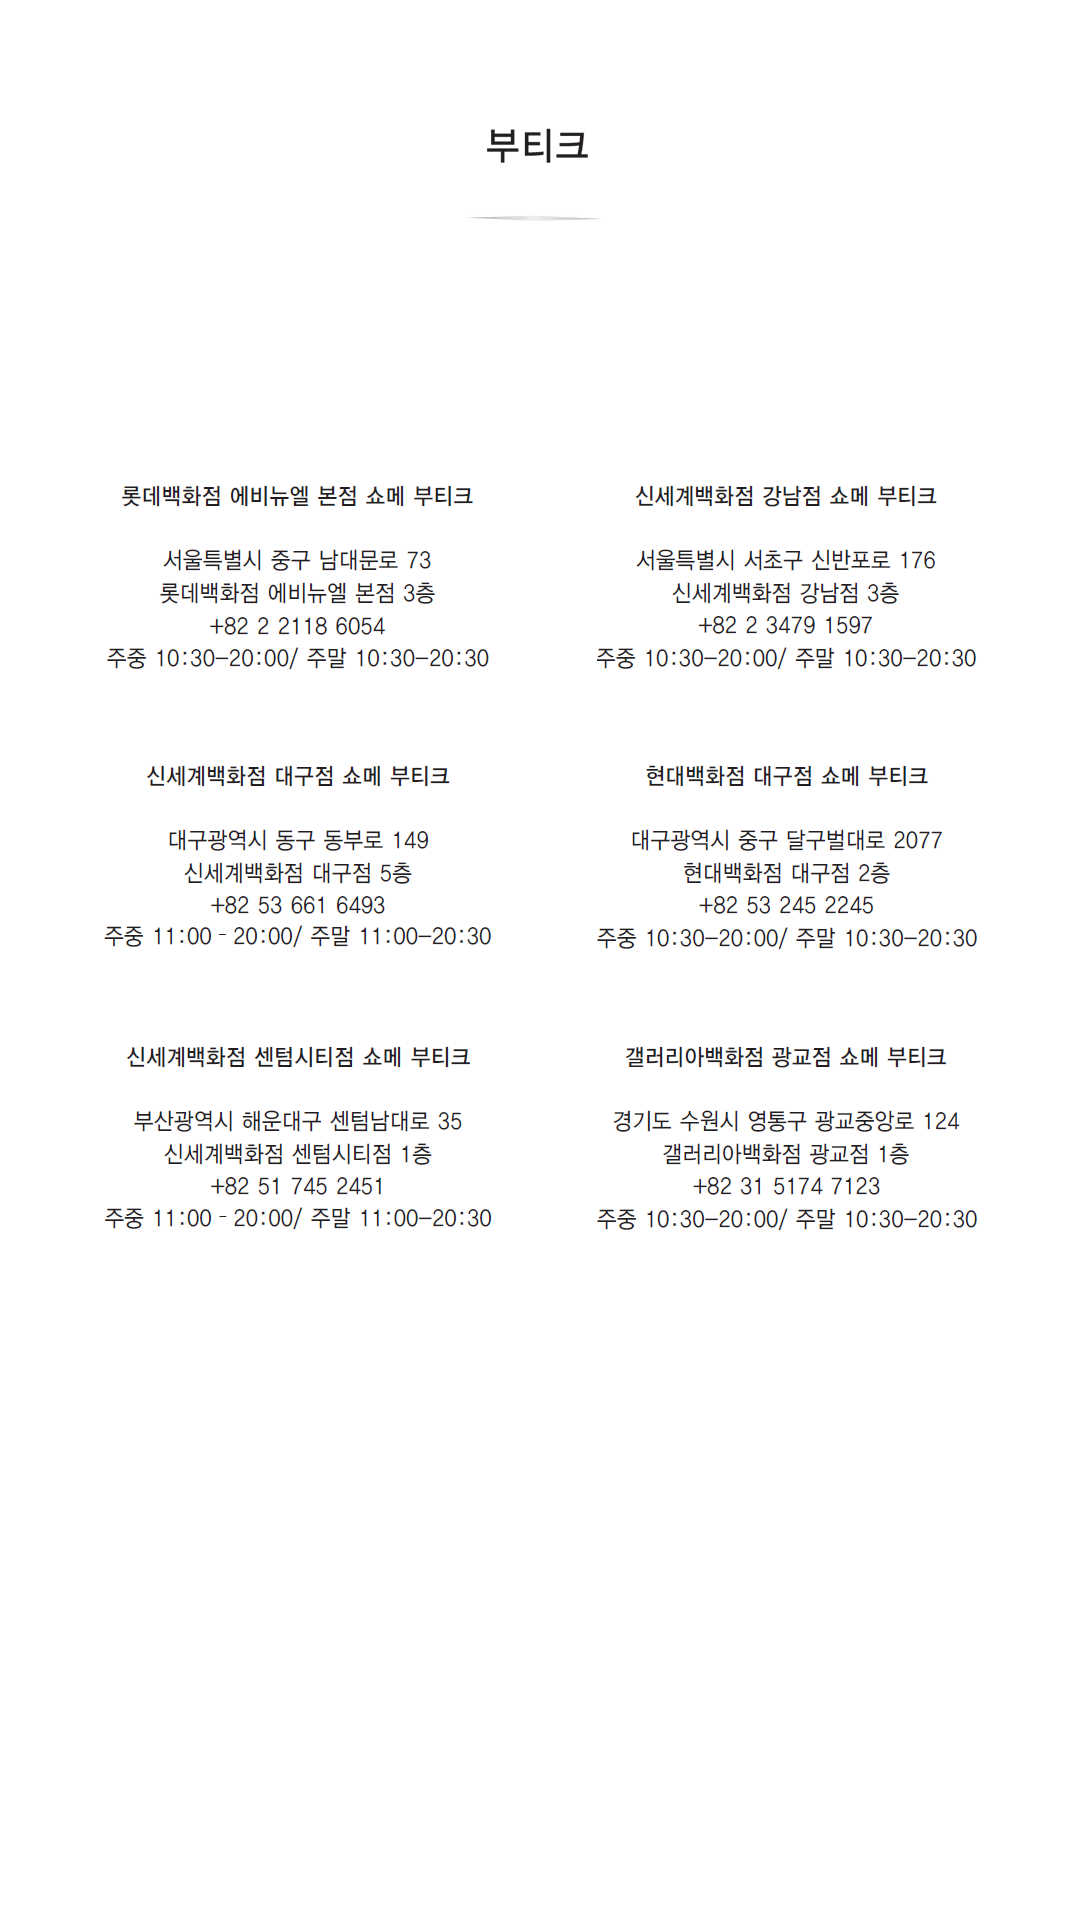 부티크
롯데백화점 에비뉴엘 본점 쇼메 부티크
서울특별시 중구 남대문로 73
롯데백화점 에비뉴엘 본점 3층
+82 2 2118 6054
주중 10:30-20:00/ 주말 10:30-20:30
신세계백화점 강남점 쇼메 부티크
서울특별시 서초구 신반포로 176
신세계백화점 강남점 3층
+82 2 3479 1597
주중 10:30-20:00/ 주말 10:30-20:30
신세계백화점 대구점 쇼메 부티크
대구광역시 동구 동부로 149
신세계백화점 대구점 5층
+82 53 661 6493
주중 11:00 - 20:00/ 주말 11:00-20:30
현대백화점 대구점 쇼메 부티크
대구광역시 중구 달구벌대로 2077
현대백화점 대구점 2층
+82 53 245 2245
주중 10:30-20:00/ 주말 10:30-20:30
신세계백화점 센텀시티점 쇼메 부티크
부산광역시 해운대구 센텀남대로 35
신세계백화점 센텀시티점 1층
+82 51 745 2451
주중 11:00 - 20:00/ 주말 11:00-20:30
갤러리아백화점 광교점 쇼메 부티크
경기도 수원시 영통구 광교중앙로 124
갤러리아백화점 광교점 1층
+82 31 5174 7123
주중 10:30-20:00/ 주말 10:30-20:30